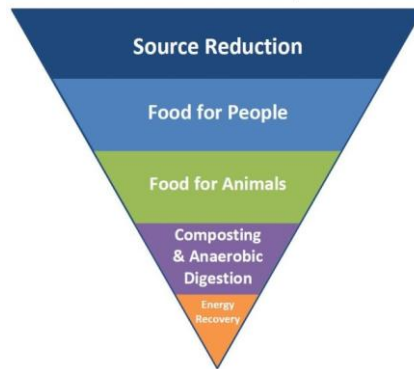 Source Reduction
Food for People
Food for Animals
Composting
& Anaerobic
Digestion
Energy
Recovery